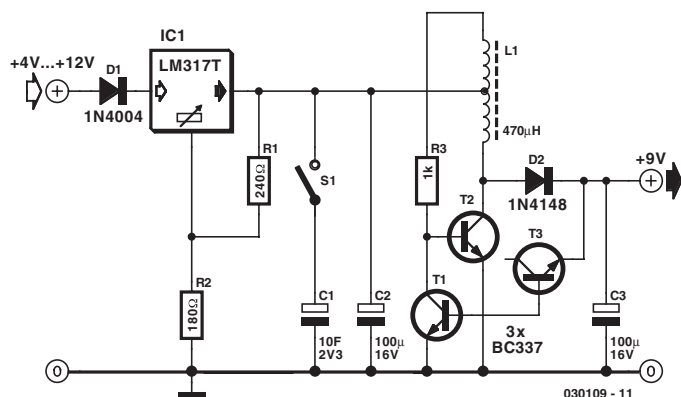 IC1
+4V...+12V
D1
1N4004
LM317T
L1
470µH
R1
240Ω
S1
R3
1k
D2
1N4148
+9V
T2
T3
T1
3x
BC337
R2
180Ω
C1
10F
2V3
C2
100µ
16V
C3
100µ
16V
0
0
030109 - 11